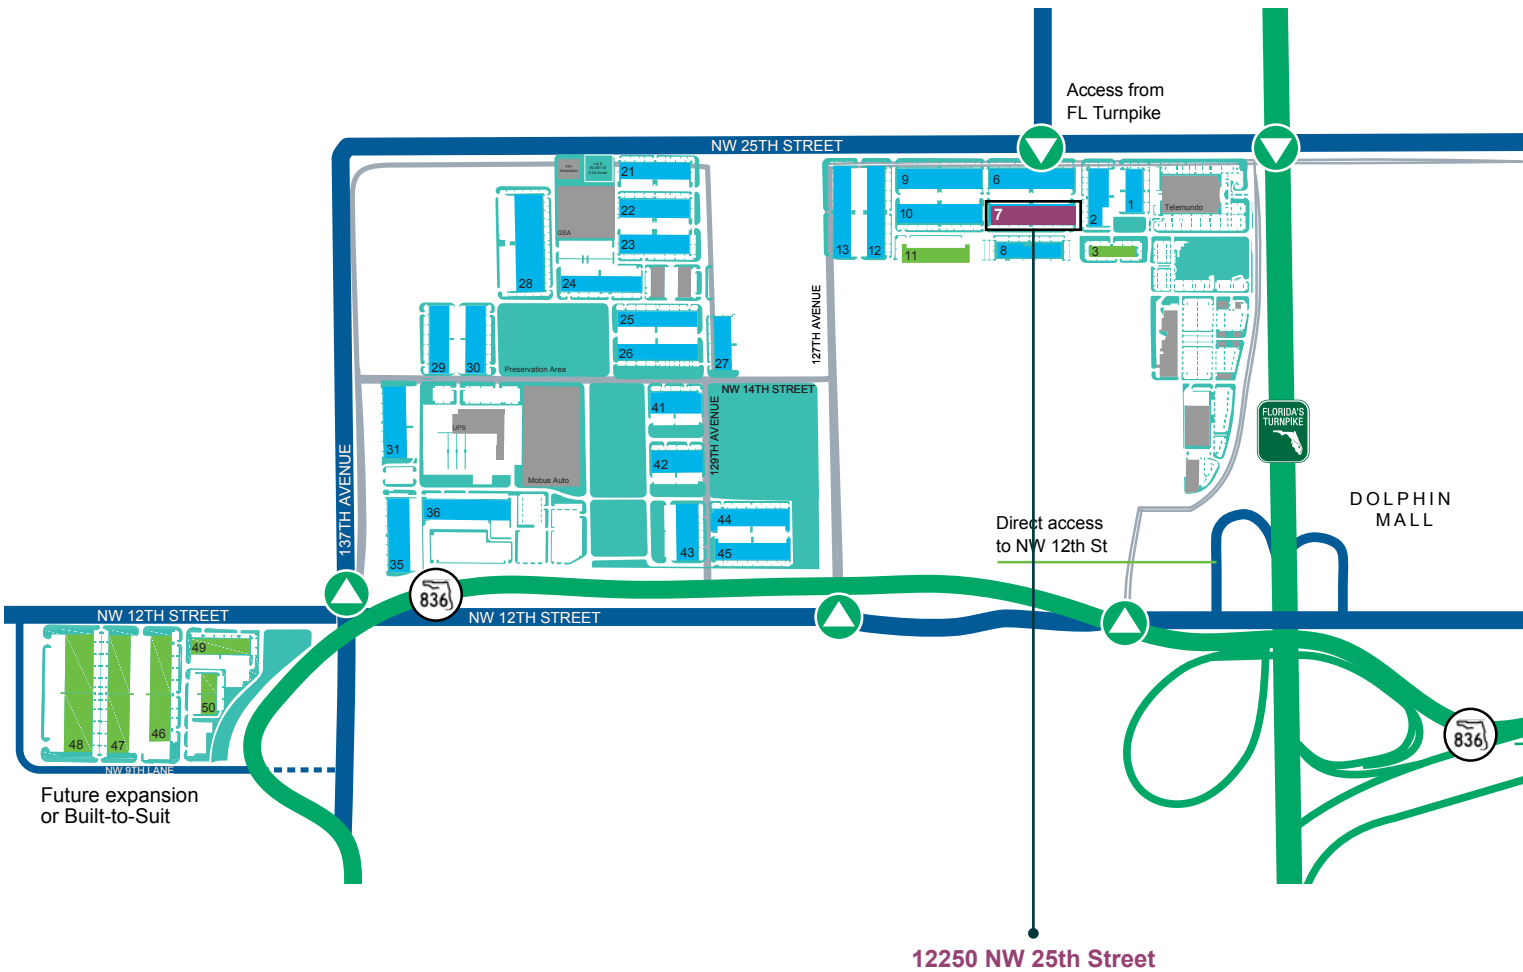 Access from
FL Turnpike
NW 25TH STREET
21
22
23
GSA
28
24
25
26
27
29
30
Preservation Area
9
6
10
7
2
1
Telemundo
13
12
11
8
3
127TH AVENUE
NW 14TH STREET
129TH AVENUE
137TH AVENUE
31
UPS
Mobus Auto
41
42
36
35
43
44
45
FLORIDA'S
TURNPIKE
DOLPHIN
MALL
Direct access
to NW 12th St
836
NW 12TH STREET
NW 12TH STREET
49
50
48
47
46
NW 9TH LANE
Future expansion
or Built-to-Suit
836
12250 NW 25th Street